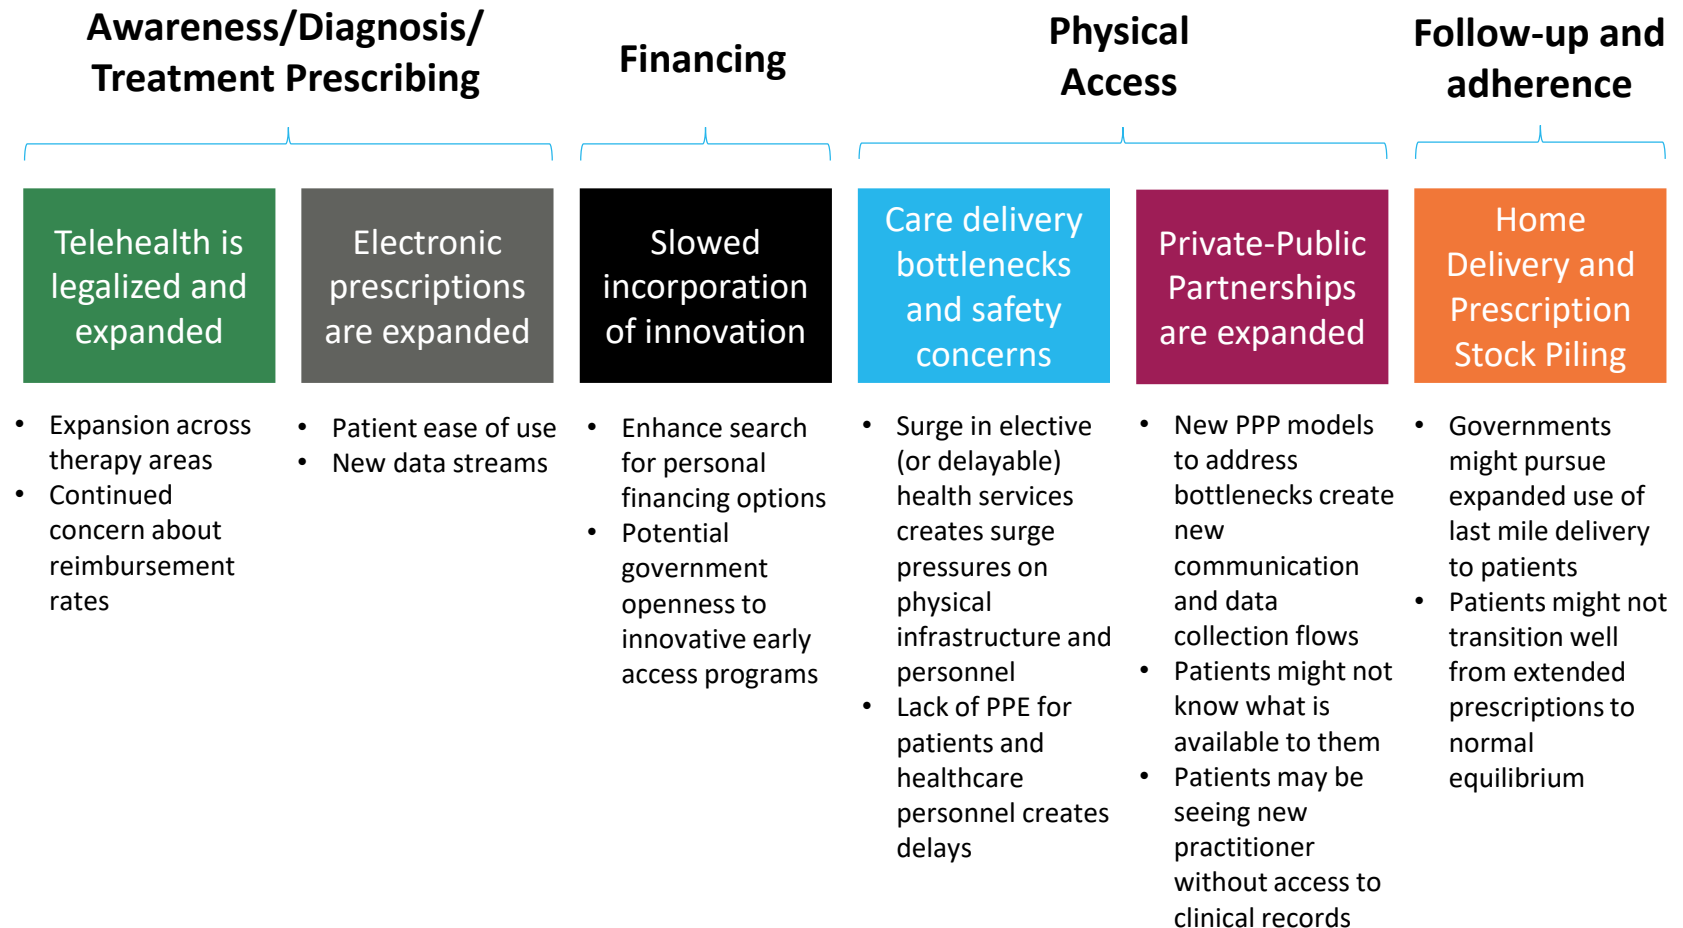 Awareness/Diagnosis/
Treatment Prescribing
Financing
Physical
Access
Follow-up and
adherence
Telehealth is
legalized and
expanded
Electronic
prescriptions
are expanded
Slowed
incorporation
of innovation
Care delivery
bottlenecks
and safety
concerns
Private-Public
Partnerships
are expanded
Home
Delivery and
Prescription
Stock Piling
• Expansion across
therapy areas
• Continued
concern about
reimbursement
rates
• Patient ease of use
• New data streams
• Enhance search
for personal
financing options
• Potential
government
openness to
innovative early
access programs
• Surge in elective
(or delayable)
health services
creates surge
pressures on
physical
infrastructure and
personnel
• Lack of PPE for
patients and
healthcare
personnel creates
delays
• New PPP models
to address
bottlenecks create
new
communication
and data
collection flows
• Patients might not
know what is
available to them
• Patients may be
seeing new
practitioner
without access to
clinical records
• Governments
might pursue
expanded use of
last mile delivery
to patients
• Patients might not
transition well
from extended
prescriptions to
normal
equilibrium